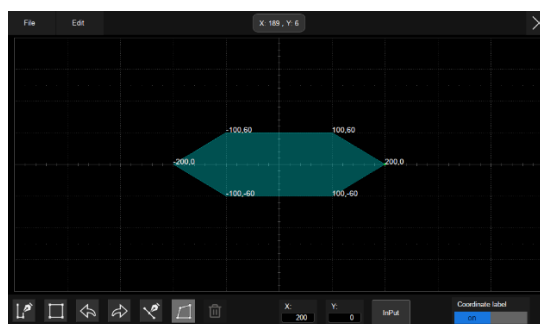 File Edit X: 189 , Y: 6
-100,60 100,60
-200,0 200,0
-100,-60 100,-60
X: Y: Coordinate label
200 0 InPut on